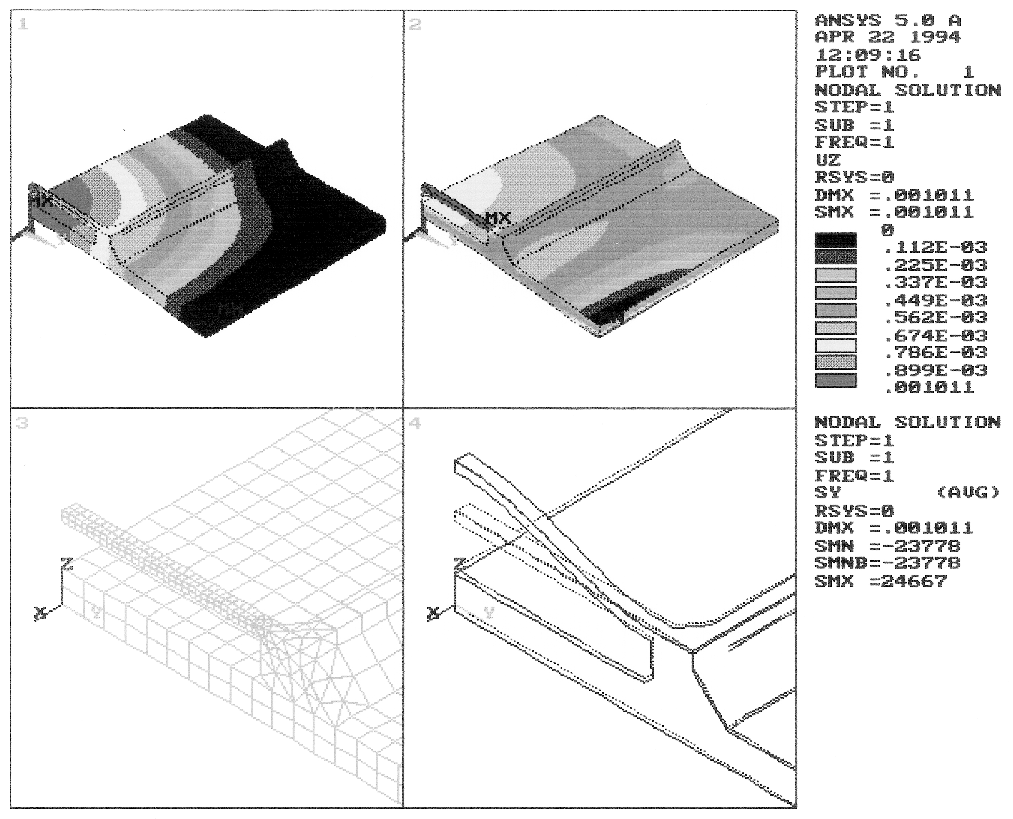 1
2
3
4
MX
MX
Z
X
Y
Z
X
Y
ANSYS 5.0 A
APR 22 1994
12:09:16
PLOT NO. 1
NODAL SOLUTION
STEP=1
SUB =1
FREQ=1
UZ
RSYS=0
DMX =.001011
SMX =.001011
0
.112E-03
.225E-03
.337E-03
.449E-03
.562E-03
.674E-03
.786E-03
.899E-03
.001011
NODAL SOLUTION
STEP=1
SUB =1
FREQ=1
SY (AVG)
RSYS=0
DMX =.001011
SMN =-23778
SMNB=-23778
SMX =24667